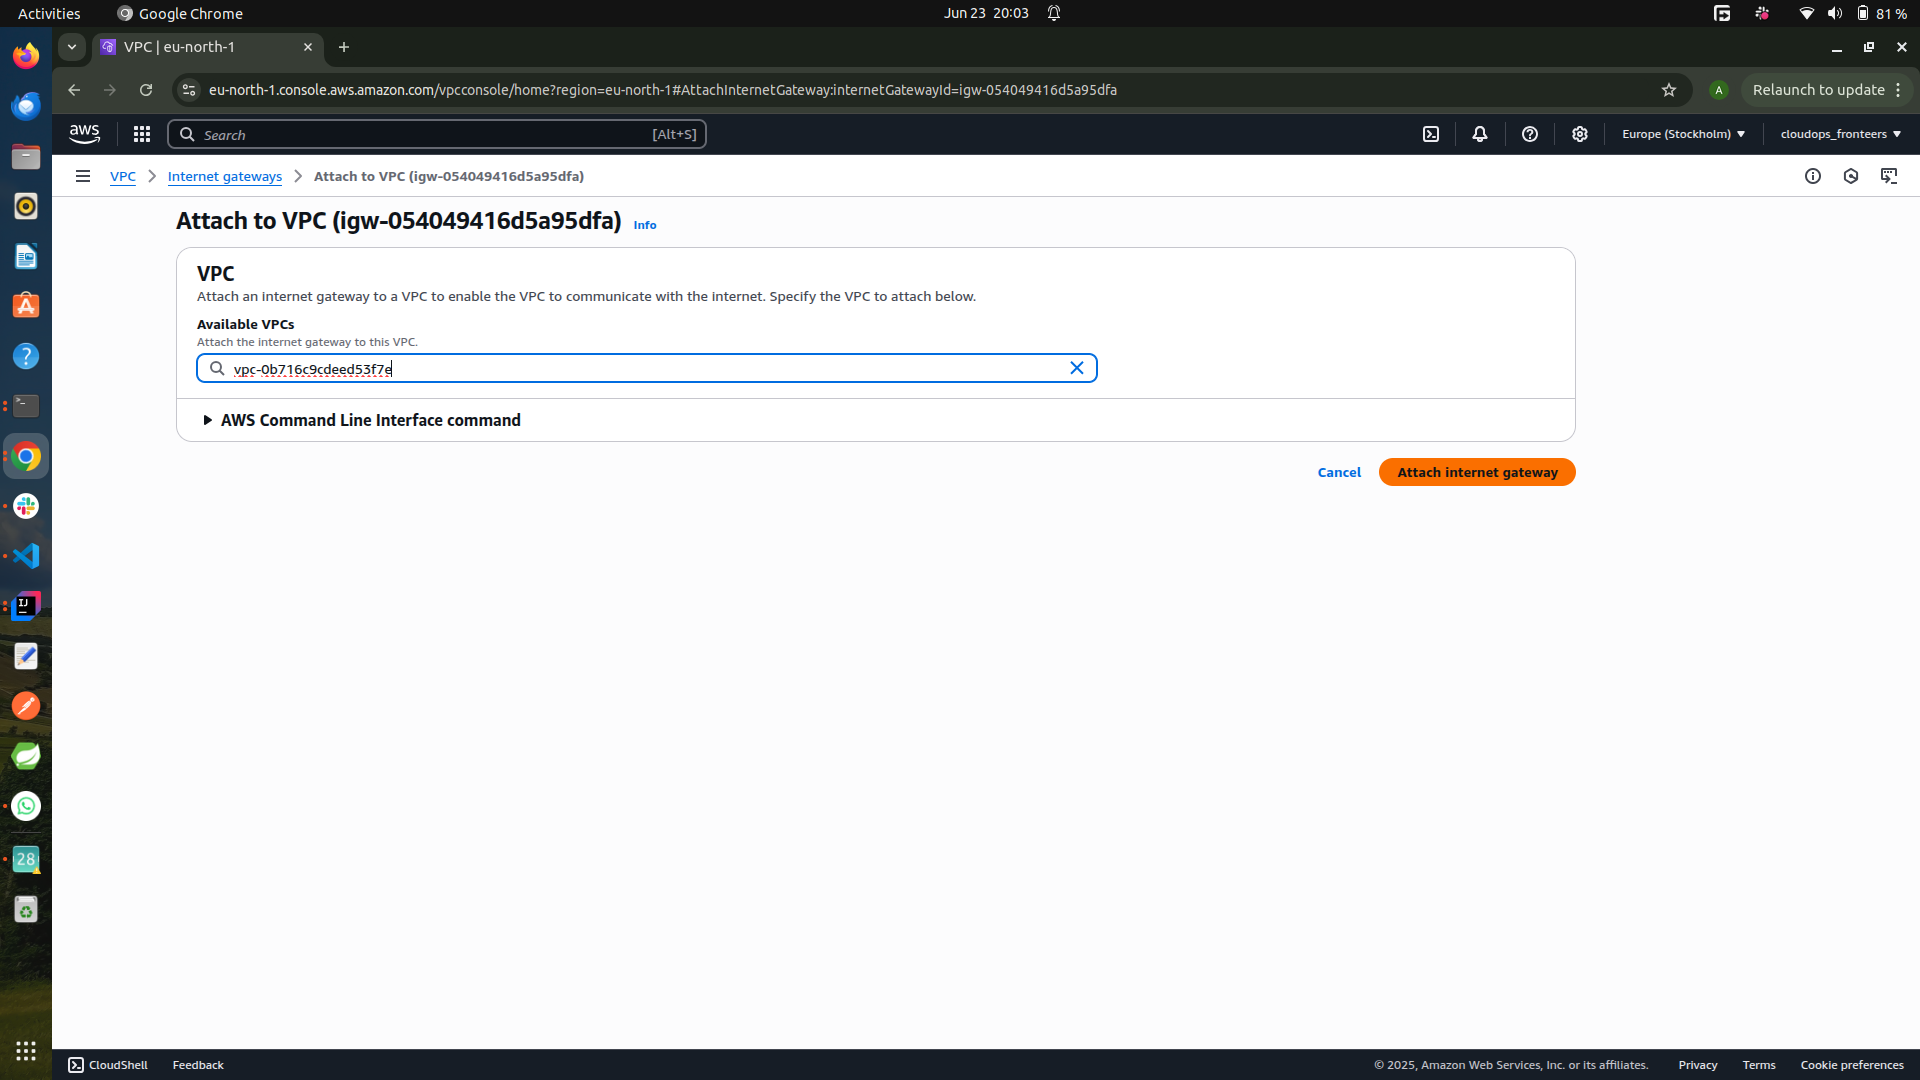 Activities
Google Chrome
Jun 23 20:03
81 %
VPC | eu-north-1
eu-north-1.console.aws.amazon.com/vpcconsole/home?region=eu-north-1#AttachInternetGateway:internetGatewayId=igw-054049416d5a95dfa
A
Relaunch to update
aws
Search
[Alt+S]
Europe (Stockholm)
cloudops_fronteers
VPC
Internet gateways
Attach to VPC (igw-054049416d5a95dfa)
Attach to VPC (igw-054049416d5a95dfa) Info
VPC
Attach an internet gateway to a VPC to enable the VPC to communicate with the internet. Specify the VPC to attach below.
Available VPCs
Attach the internet gateway to this VPC.
vpc-0b716c9cdeed53f7e
AWS Command Line Interface command
Cancel
Attach internet gateway
IJ
28
CloudShell
Feedback
© 2025, Amazon Web Services, Inc. or its affiliates.
Privacy
Terms
Cookie preferences